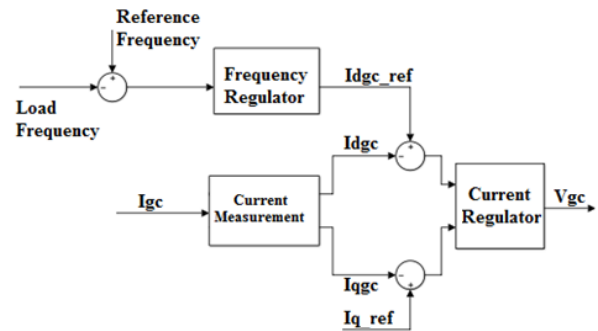 Reference
Frequency
Load
Frequency
Frequency
Regulator
Idgc_ref
Idgc
Igc
Current
Measurement
Current
Regulator
Vgc
Iqgc
Iq_ref